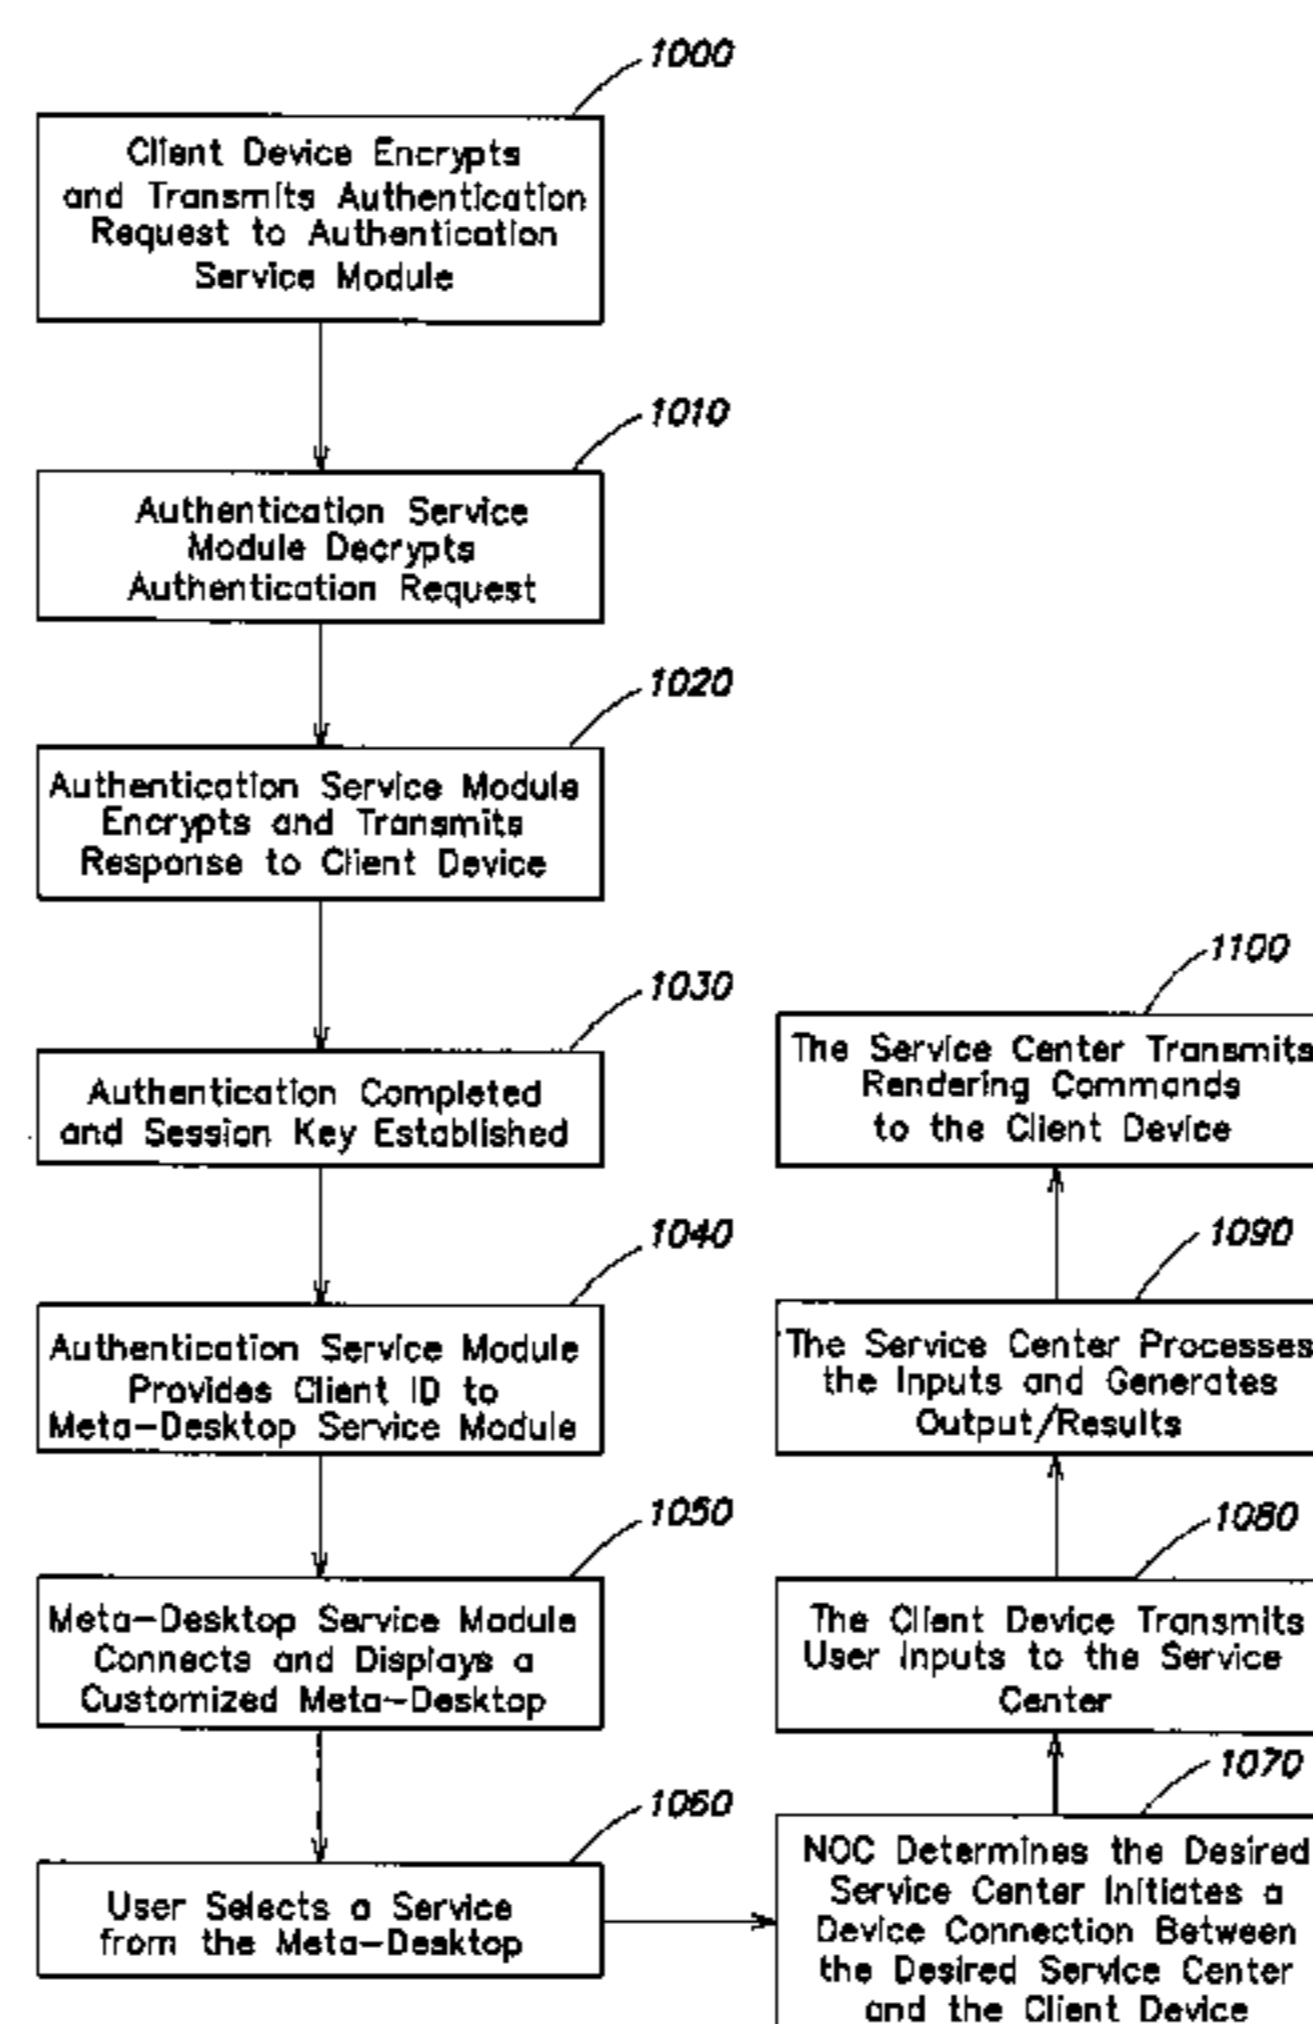 1000
Client Device Encrypts
and Transmits Authentication
Request to Authentication
Service Module
1010
Authentication Service
Module Decrypts
Authentication Request
1020
Authentication Service Module
Encrypts and Transmits
Response to Client Device
1030
Authentication Completed
and Session Key Established
1040
Authentication Service Module
Provides Client ID to
Meta-Desktop Service Module
1050
Meta-Desktop Service Module
Connects and Displays a
Customized Meta-Desktop
1060
User Selects a Service
from the Meta-Desktop
1100
The Service Center Transmits
Rendering Commands
to the Client Device
1090
The Service Center Processes
the Inputs and Generates
Output/Results
1080
The Client Device Transmits
User Inputs to the Service
Center
1070
NOC Determines the Desired
Service Center Initiates a
Device Connection Between
the Desired Service Center
and the Client Device